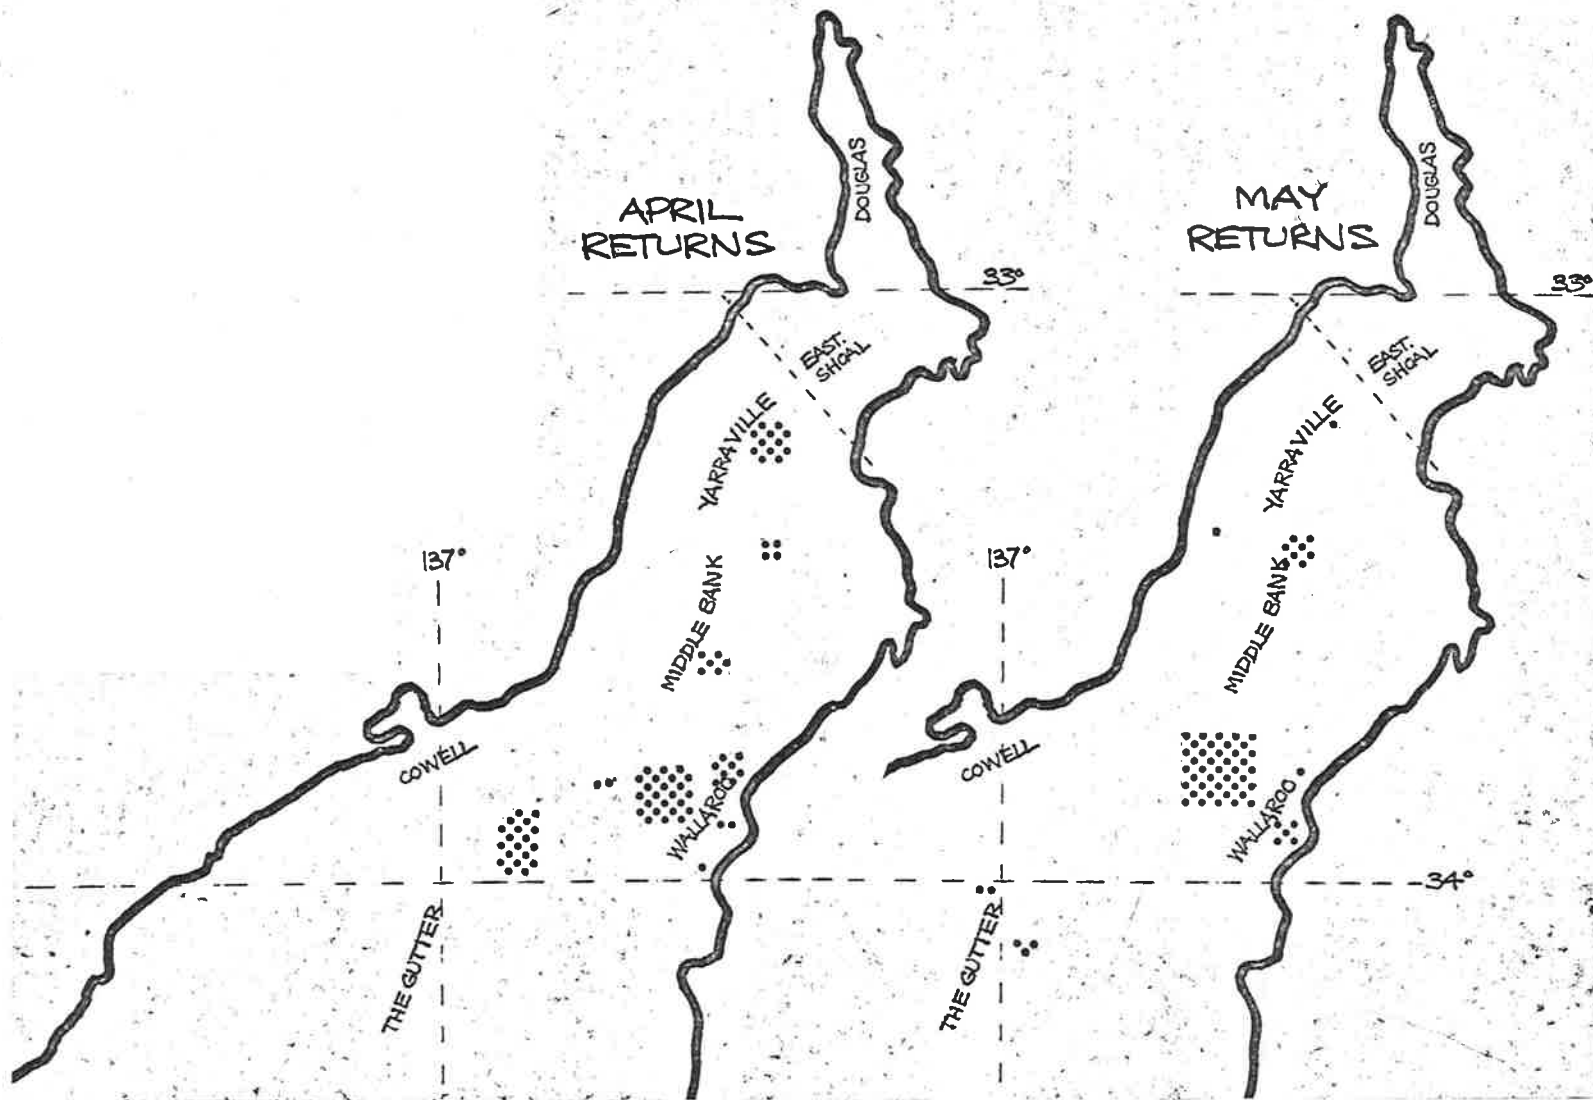 APRIL
RETURNS
DOUGLAS
33°
EAST.
SHOAL
YARRAVILLE
137°
MIDDLE BANK
COWELL
WALLAROO
THE GUTTER
MAY
RETURNS
DOUGLAS
33°
EAST.
SHOAL
YARRAVILLE
137°
MIDDLE BANK
COWELL
WALLAROO
34°
THE GUTTER